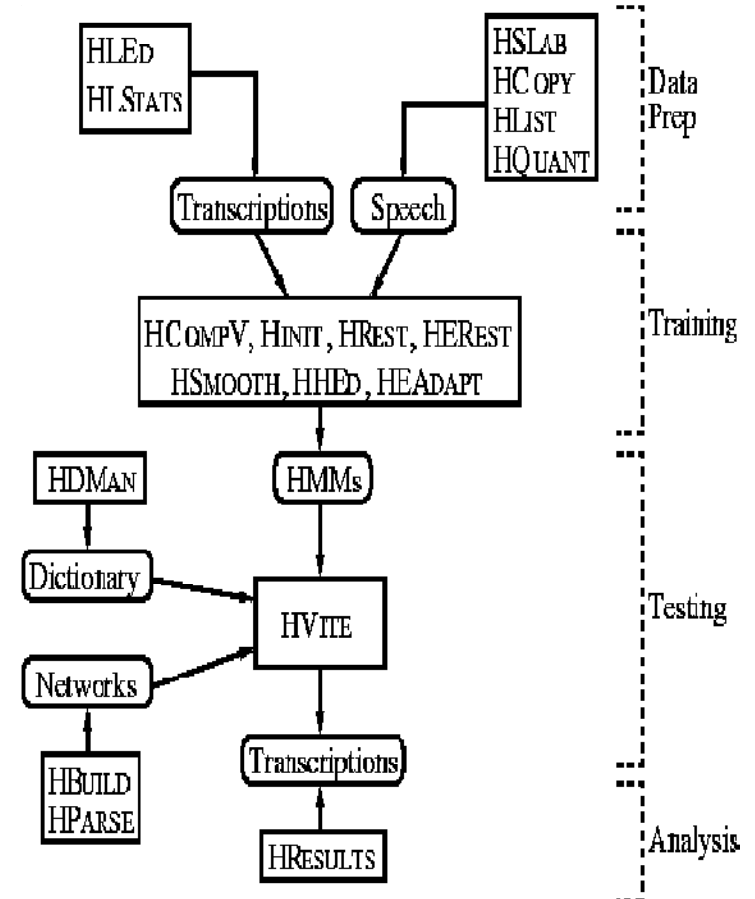 HLED
HLSTATS
HSLAB
HCOPY
HLIST
HQUANT
Data
Prep
Transcriptions
Speech
HCOMPV, HINIT, HREST, HEREST
HSMOOTH, HHED, HEADAPT
Training
HDMAN
HMMs
Dictionary
HVITE
Testing
Networks
HBUILD
HPARSE
Transcriptions
HRESULTS
Analysis